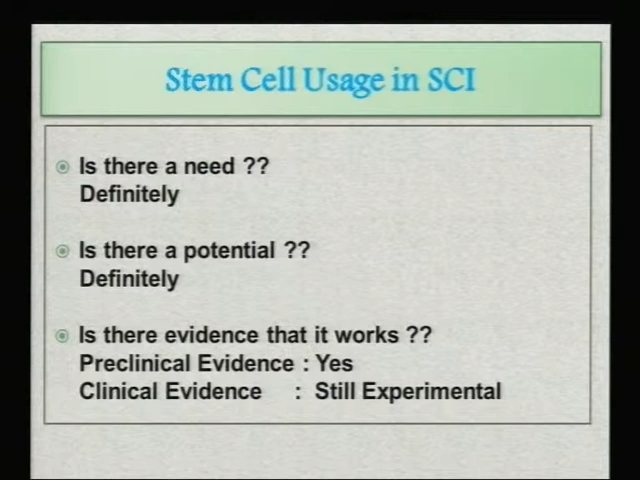 Stem Cell Usage in SCI
Is there a need ??
Definitely
Is there a potential ??
Definitely
Is there evidence that it works ??
Preclinical Evidence : Yes
Clinical Evidence : Still Experimental